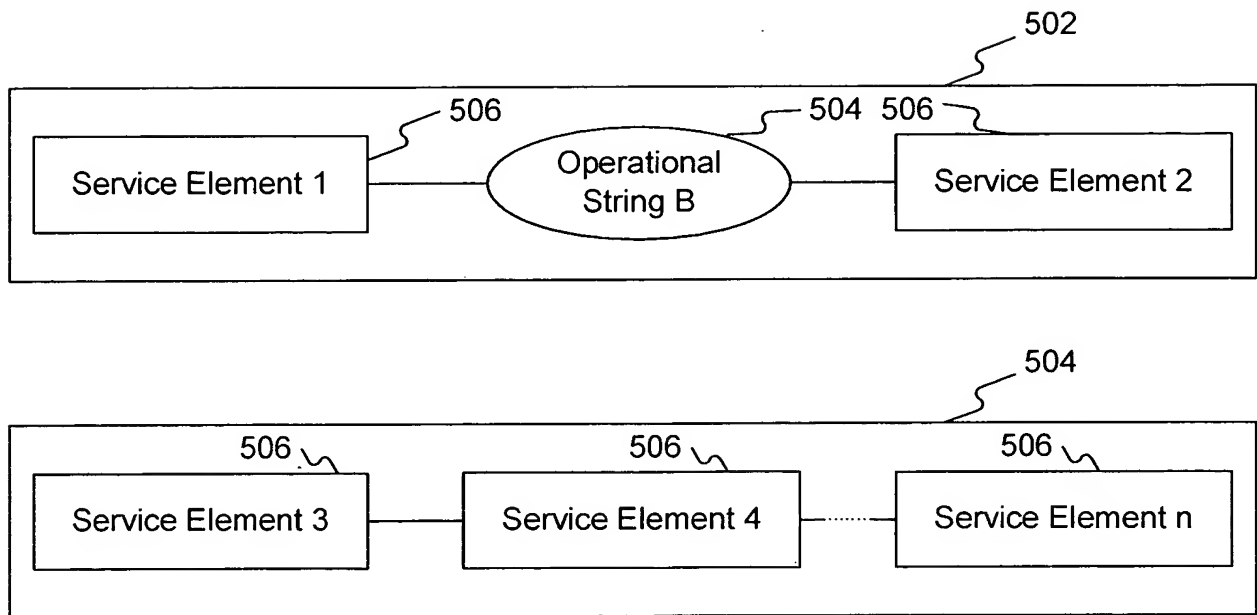 502
506
504 506
Service Element 1
Operational
String B
Service Element 2
504
506
506
506
Service Element 3
Service Element 4
Service Element n